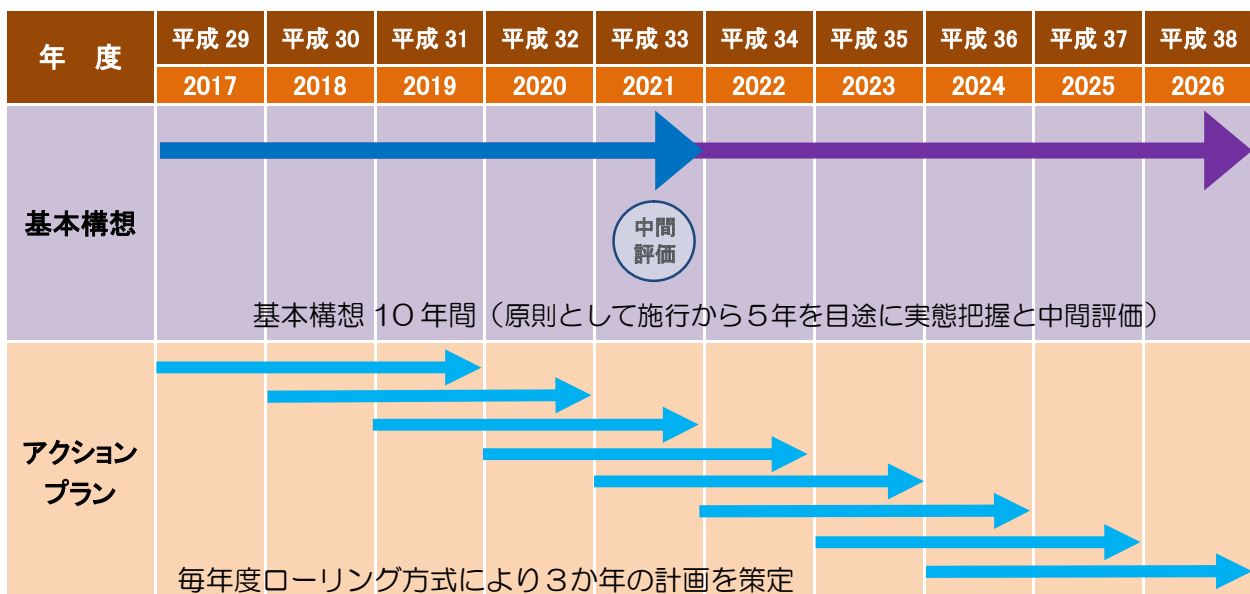 年 度
平成 29 平成 30 平成 31 平成 32 平成 33 平成 34 平成 35 平成 36 平成 37 平成 38
2017 2018 2019 2020 2021 2022 2023 2024 2025 2026
基本構想
中間
評価
基本構想 10 年間（原則として施行から５年を目途に実態把握と中間評価）
アクション
プラン
毎年度ローリング方式により３か年の計画を策定